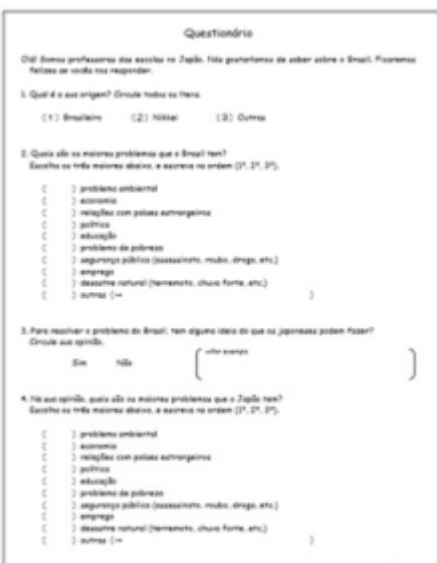 Questionário
Olá! Somos professoras das escolas no Japão. Nós gostaríamos de saber sobre o Brasil. Ficaremos
felizes se vocês nos responder.
1. Qual é a sua origem? Circule todos os itens.
(1) Brasileiro (2) Nikkei (3) Outros
2. Quais são os maiores problemas que o Brasil tem?
Escolha os três maiores abaixo, e escreva na ordem (1º, 2º, 3º).
( ) problema ambiental
( ) economia
( ) relações com países estrangeiros
( ) política
( ) educação
( ) problema de pobreza
( ) segurança pública (assassinato, roubo, droga, etc.)
( ) emprego
( ) desastre natural (terremoto, chuva forte, etc.)
( ) outros (→ )
3. Para resolver o problema do Brasil, tem alguma ideia do que os japoneses podem fazer?
Circule sua opinião.
Sim Não ( exemplo )
4. Na sua opinião, quais são os maiores problemas que o Japão tem?
Escolha os três maiores abaixo, e escreva na ordem (1º, 2º, 3º).
( ) problema ambiental
( ) economia
( ) relações com países estrangeiros
( ) política
( ) educação
( ) problema de pobreza
( ) segurança pública (assassinato, roubo, droga, etc.)
( ) emprego
( ) desastre natural (terremoto, chuva forte, etc.)
( ) outros (→ )